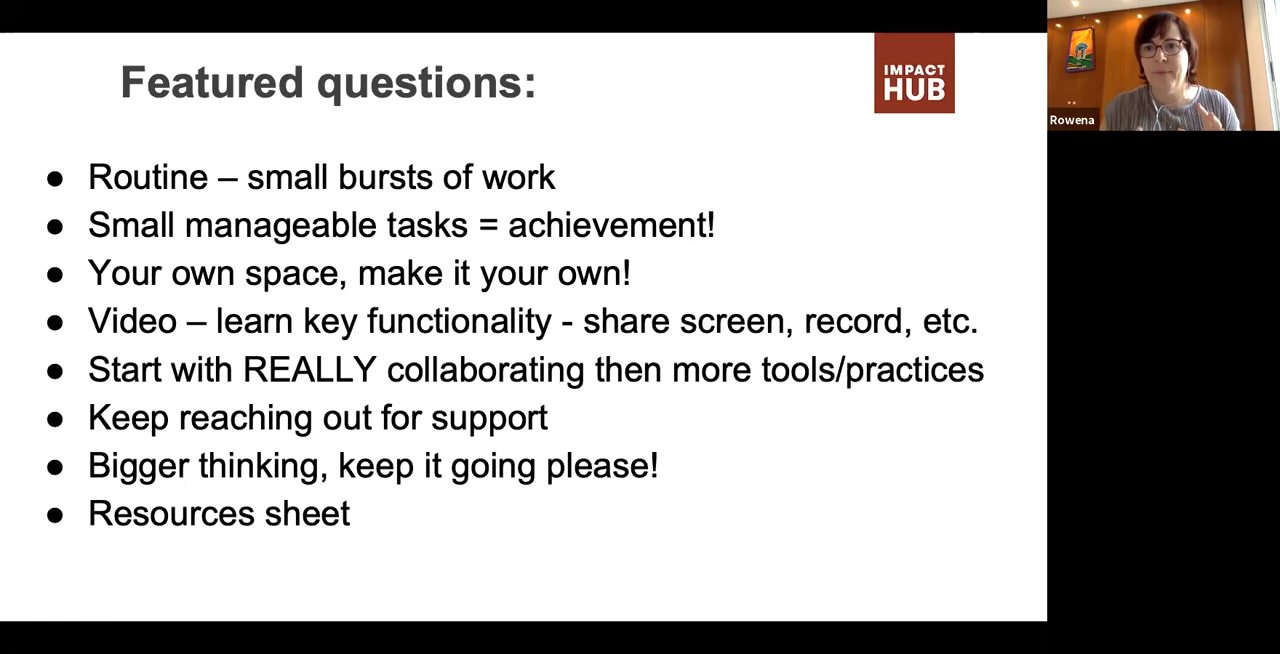 Featured questions:
IMPACT
HUB
Rowena
● Routine – small bursts of work
● Small manageable tasks = achievement!
● Your own space, make it your own!
● Video – learn key functionality - share screen, record, etc.
● Start with REALLY collaborating then more tools/practices
● Keep reaching out for support
● Bigger thinking, keep it going please!
● Resources sheet